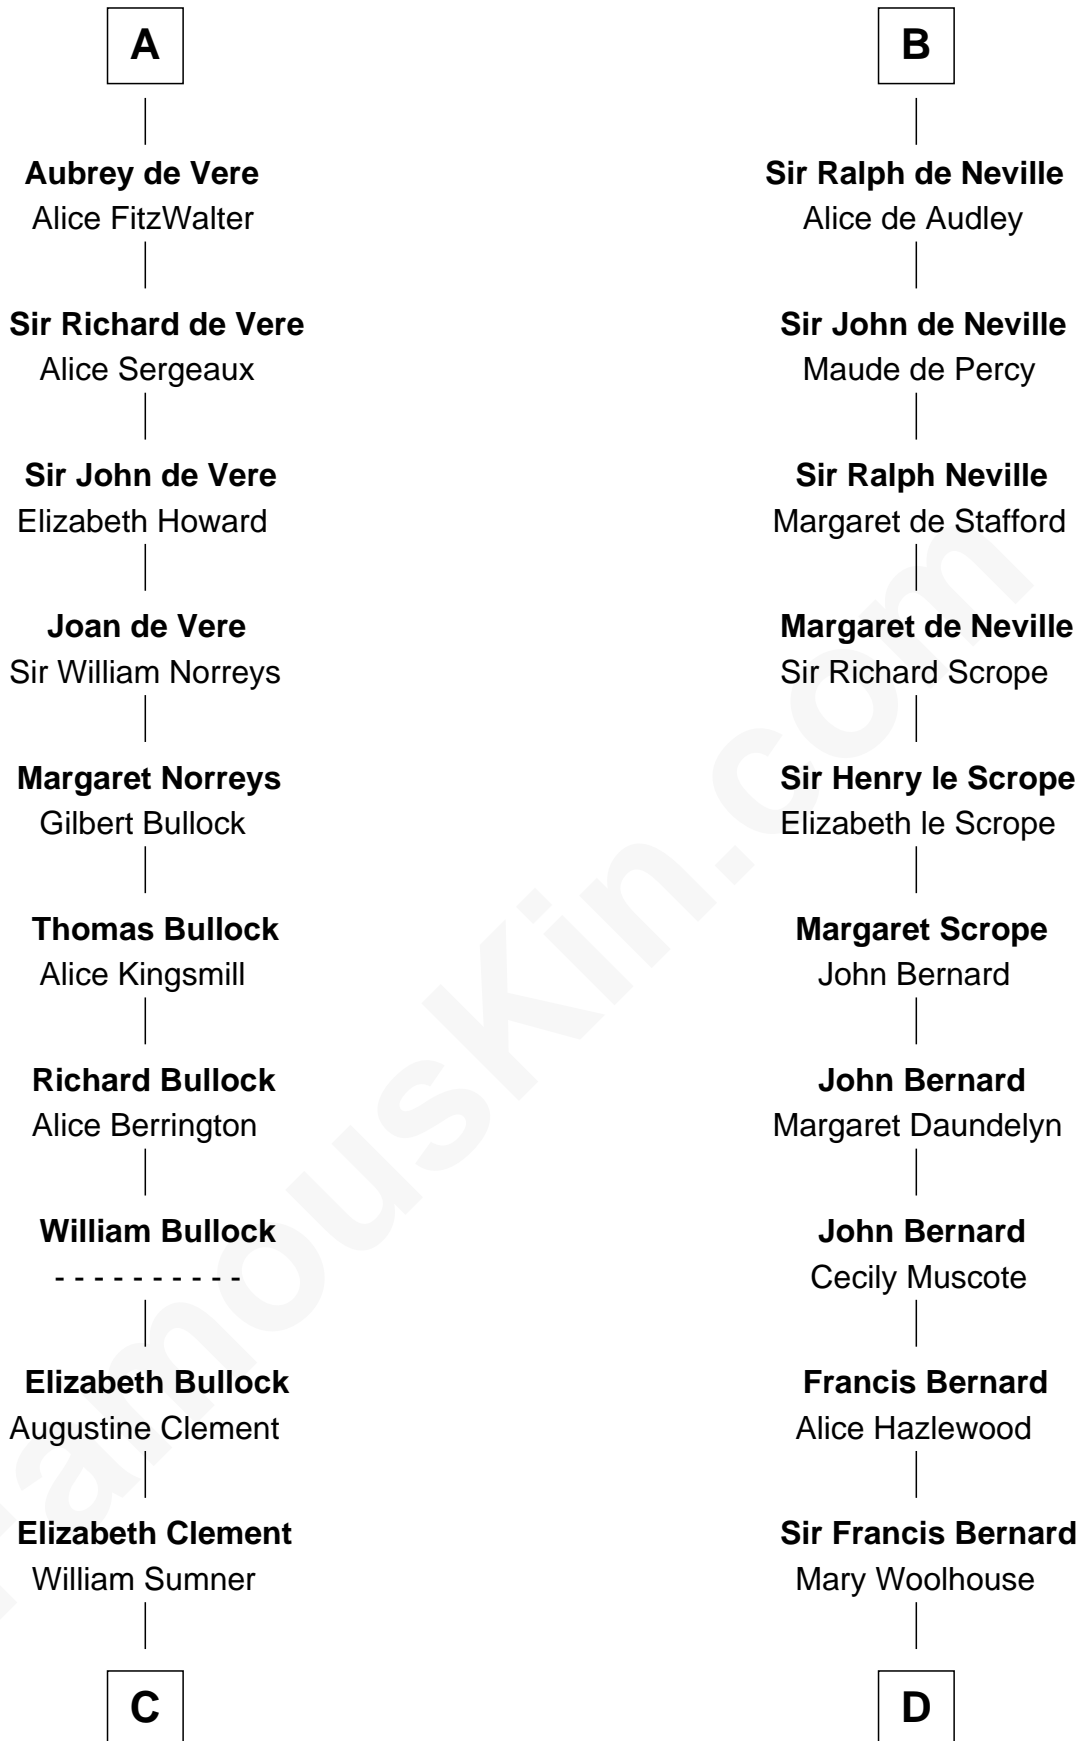 A
Aubrey de Vere
Alice FitzWalter
Sir Richard de Vere
Alice Sergeaux
Sir John de Vere
Elizabeth Howard
Joan de Vere
Sir William Norreys
Margaret Norreys
Gilbert Bullock
Thomas Bullock
Alice Kingsmill
Richard Bullock
Alice Berrington
William Bullock
- - - - - - - - - -
Elizabeth Bullock
Augustine Clement
Elizabeth Clement
William Sumner
C
B
Sir Ralph de Neville
Alice de Audley
Sir John de Neville
Maude de Percy
Sir Ralph Neville
Margaret de Stafford
Margaret de Neville
Sir Richard Scrope
Sir Henry le Scrope
Elizabeth le Scrope
Margaret Scrope
John Bernard
John Bernard
Margaret Daundelyn
John Bernard
Cecily Muscote
Francis Bernard
Alice Hazlewood
Sir Francis Bernard
Mary Woolhouse
D
FamousKin.com